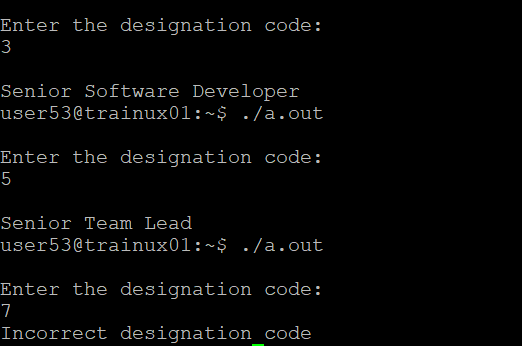 Enter the designation code:
3
Senior Software Developer
user53@trainux01:~$ ./a.out
Enter the designation code:
5
Senior Team Lead
user53@trainux01:~$ ./a.out
Enter the designation code:
7
Incorrect designation code